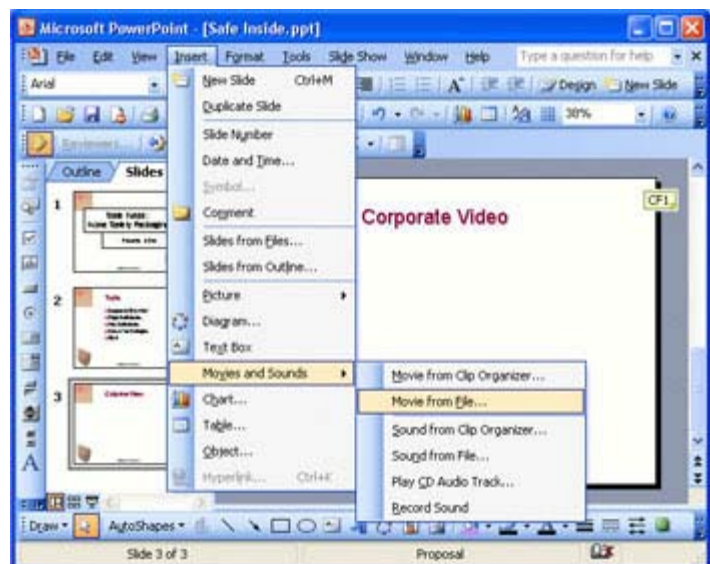 Microsoft PowerPoint - [Safe Inside.ppt]
File Edit View Insert Format Tools Slide Show Window Help Type a question for help
Arial Design New Slide
38%
Outline Slides
New Slide Ctrl+M
Duplicate Slide
Slide Number
Date and Time...
Symbol...
Comment
Slides from Files...
Slides from Outline...
Picture
Diagram...
Text Box
Movies and Sounds
Chart...
Table...
Object...
Hyperlink... Ctrl+K
Movie from Clip Organizer...
Movie from File...
Sound from Clip Organizer...
Sound from File...
Play CD Audio Track...
Record Sound
1
2
3
Corporate Video
CF1
Draw AutoShapes
Slide 3 of 3 Proposal